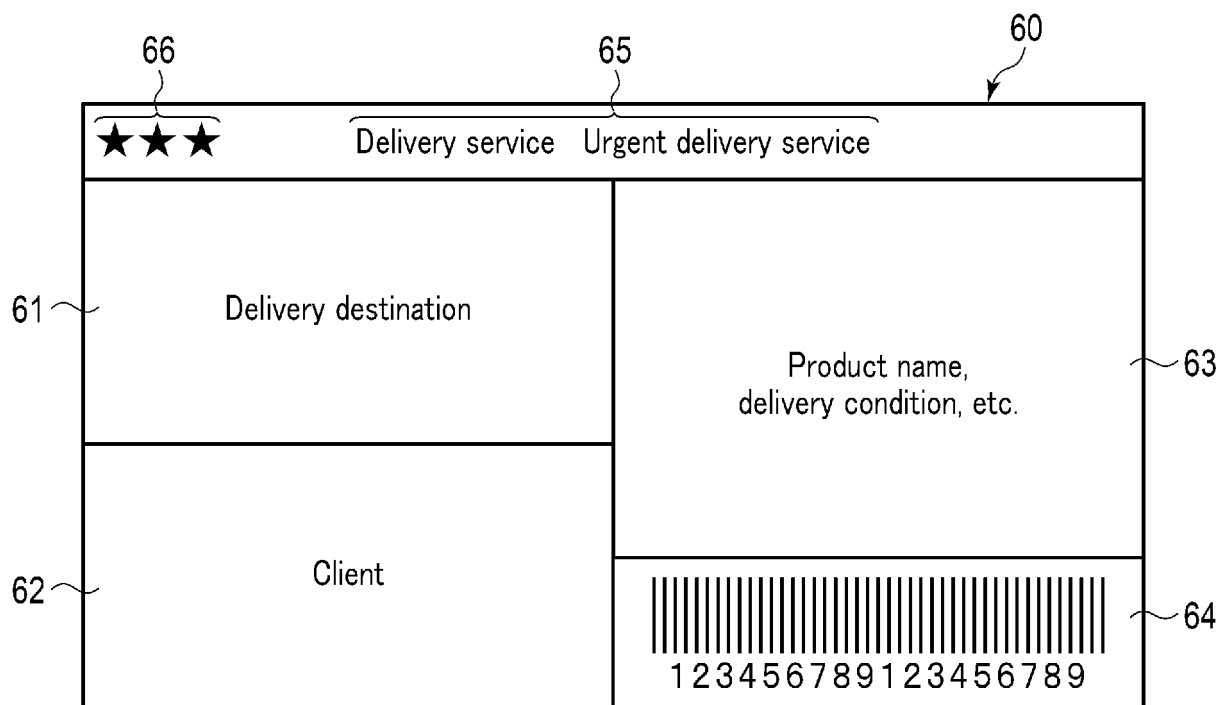 66 65 60
★★★ Delivery service Urgent delivery service
61 Delivery destination
Product name,
delivery condition, etc.
63
62 Client
64
123456789123456789